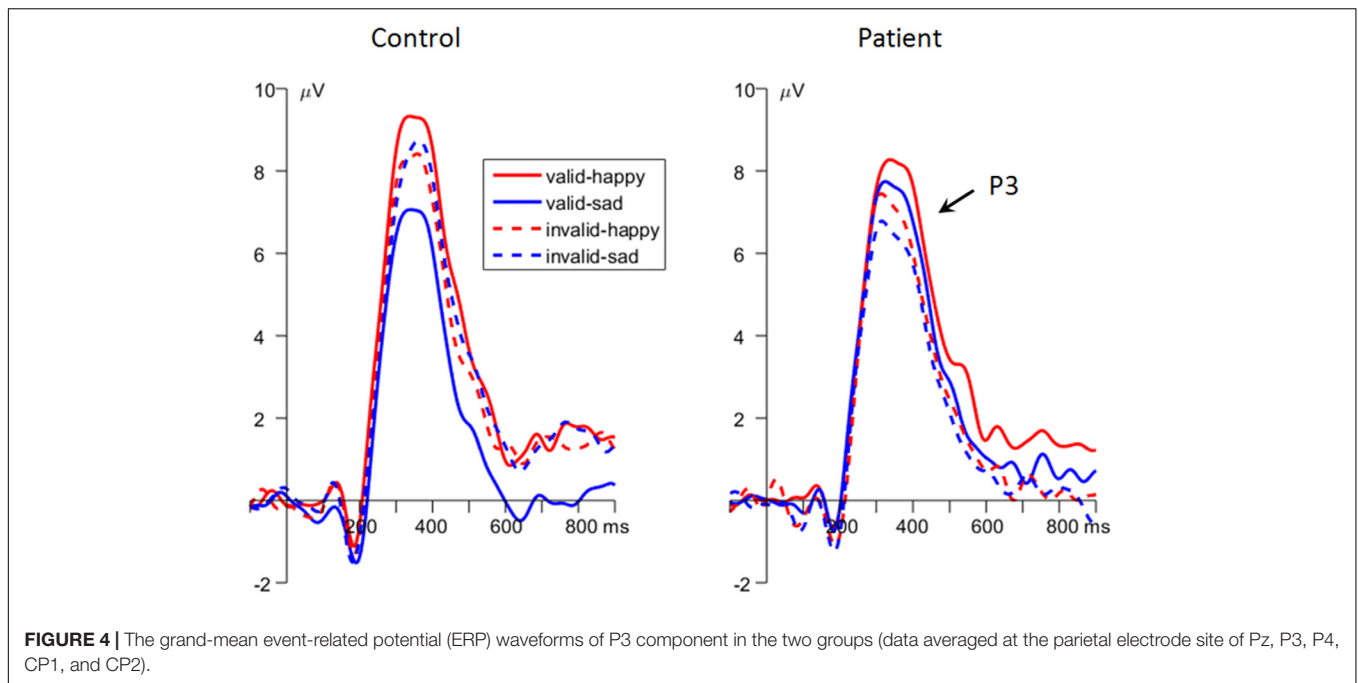 Control
Patient
10
μV
8
6
4
2
-2
200
400
600
800 ms
valid-happy
valid-sad
invalid-happy
invalid-sad
10
μV
8
6
4
2
-2
200
400
600
800 ms
P3
FIGURE 4 | The grand-mean event-related potential (ERP) waveforms of P3 component in the two groups (data averaged at the parietal electrode site of Pz, P3, P4,
CP1, and CP2).